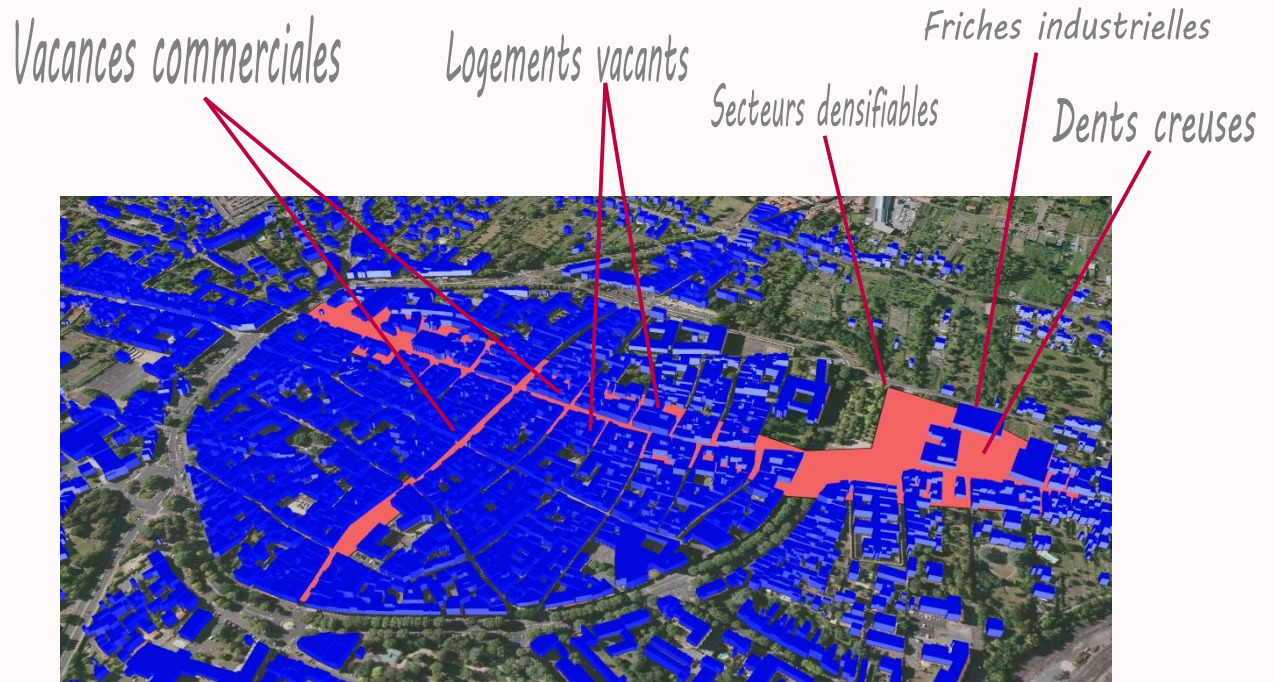 Vacances commerciales
Logements vacants
Secteurs densifiables
Friches industrielles
Dents creuses